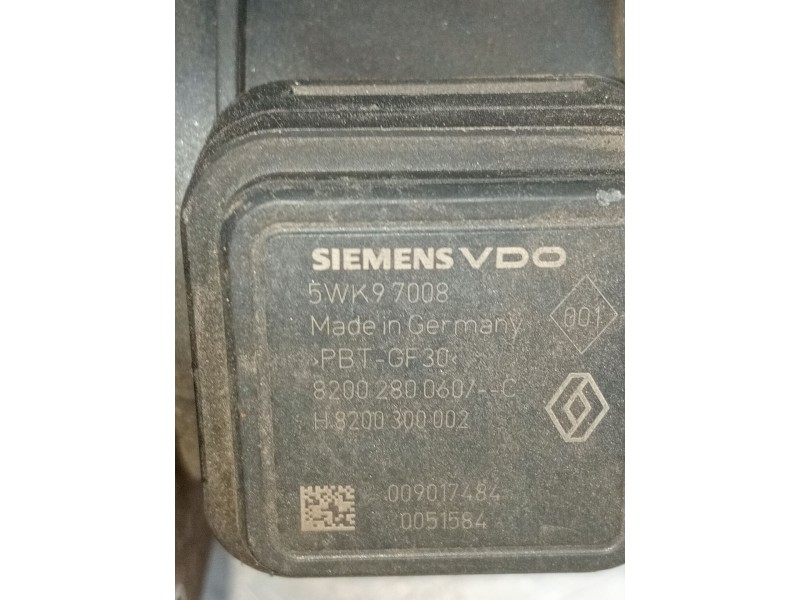 SIEMENS VDO
5WK9 7008
Made in Germany
001
>PBT-GF30<
8200 280 060/--C
H 8200 300 002
009017484
0051584